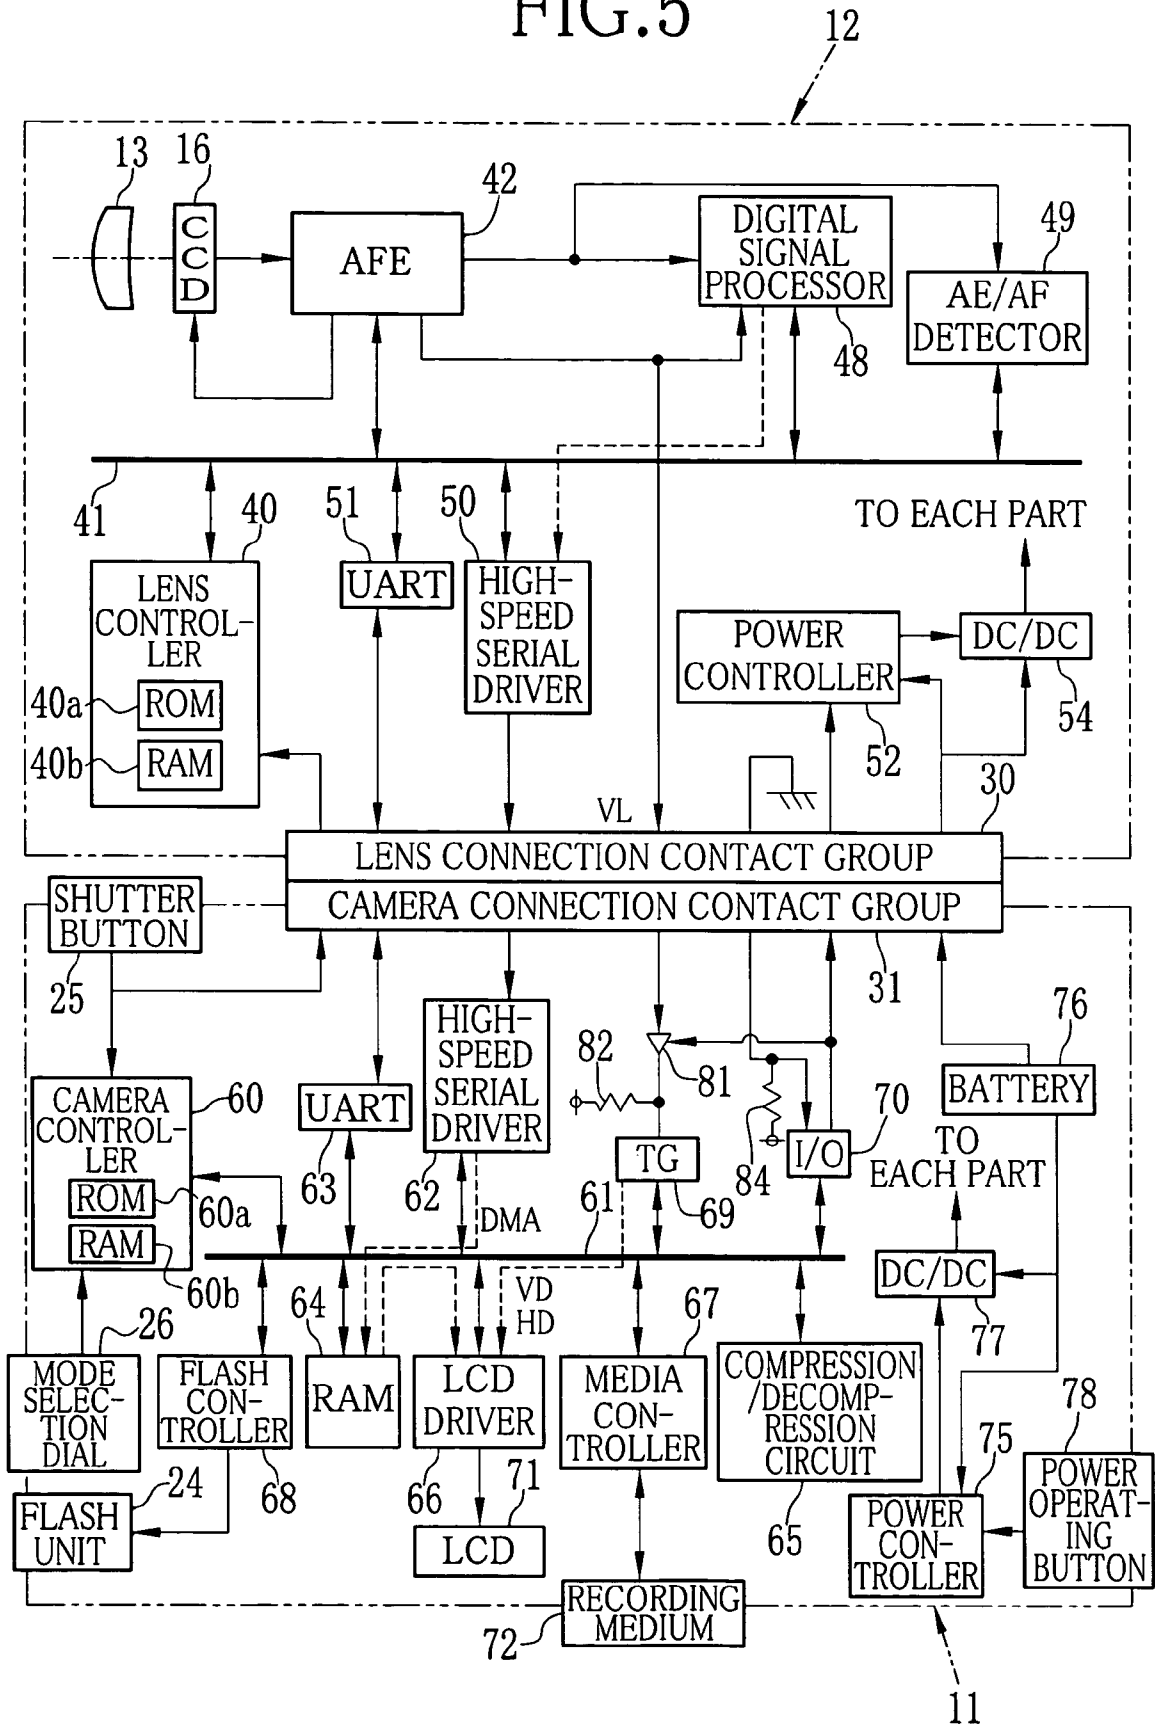 FIG.5
12
13
16
42
49
C
C
D
AFE
DIGITAL
SIGNAL
PROCESSOR
48
AE/AF
DETECTOR
41
40
51
50
TO EACH PART
LENS
CONTROL-
LER
40a
ROM
40b
RAM
UART
HIGH-
SPEED
SERIAL
DRIVER
POWER
CONTROLLER
52
DC/DC
54
VL
30
LENS CONNECTION CONTACT GROUP
CAMERA CONNECTION CONTACT GROUP
31
SHUTTER
BUTTON
25
HIGH-
SPEED
SERIAL
DRIVER
62
82
81
76
BATTERY
CAMERA
CONTROL-
LER
60
ROM
60a
RAM
60b
UART
63
TG
69
84
70
I/O
TO
EACH PART
DMA
61
VD
HD
DC/DC
77
26
MODE
SELEC-
TION
DIAL
FLASH
CON-
TROLLER
68
64
RAM
LCD
DRIVER
66
67
MEDIA
CON-
TROLLER
COMPRESSION
/DECOMP-
RESSION
CIRCUIT
65
24
FLASH
UNIT
71
LCD
75
POWER
CON-
TROLLER
78
POWER
OPERAT-
ING
BUTTON
72
RECORDING
MEDIUM
11